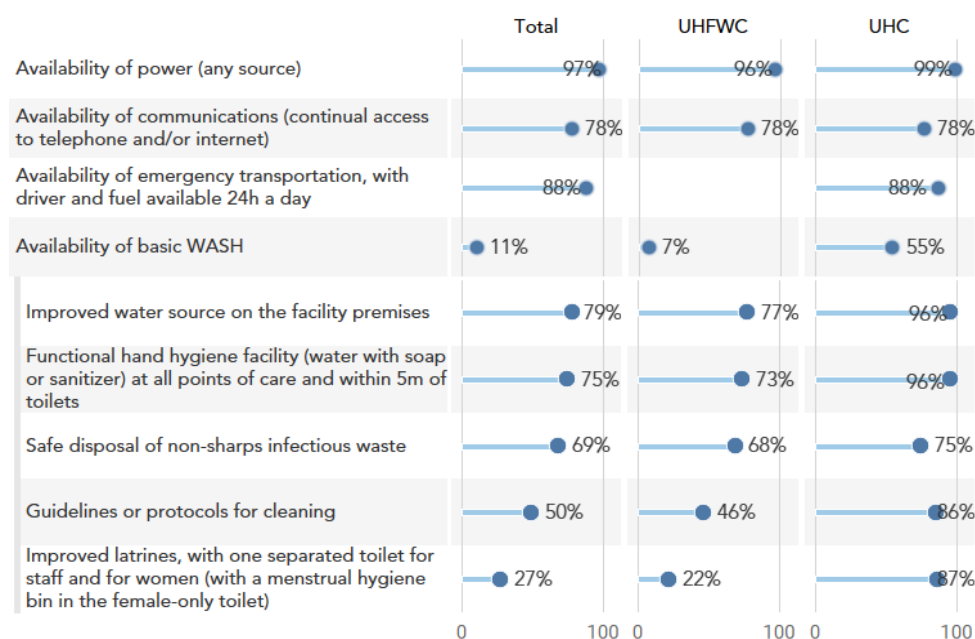 Total UHFWC UHC
Availability of power (any source) 97% 96% 99%
Availability of communications (continual access
to telephone and/or internet) 78% 78% 78%
Availability of emergency transportation, with
driver and fuel available 24h a day 88% 88%
Availability of basic WASH 11% 7% 55%
Improved water source on the facility premises 79% 77% 96%
Functional hand hygiene facility (water with soap
or sanitizer) at all points of care and within 5m of
toilets 75% 73% 96%
Safe disposal of non-sharps infectious waste 69% 68% 75%
Guidelines or protocols for cleaning 50% 46% 86%
Improved latrines, with one separated toilet for
staff and for women (with a menstrual hygiene
bin in the female-only toilet) 27% 22% 87%
0 100 0 100 0 100